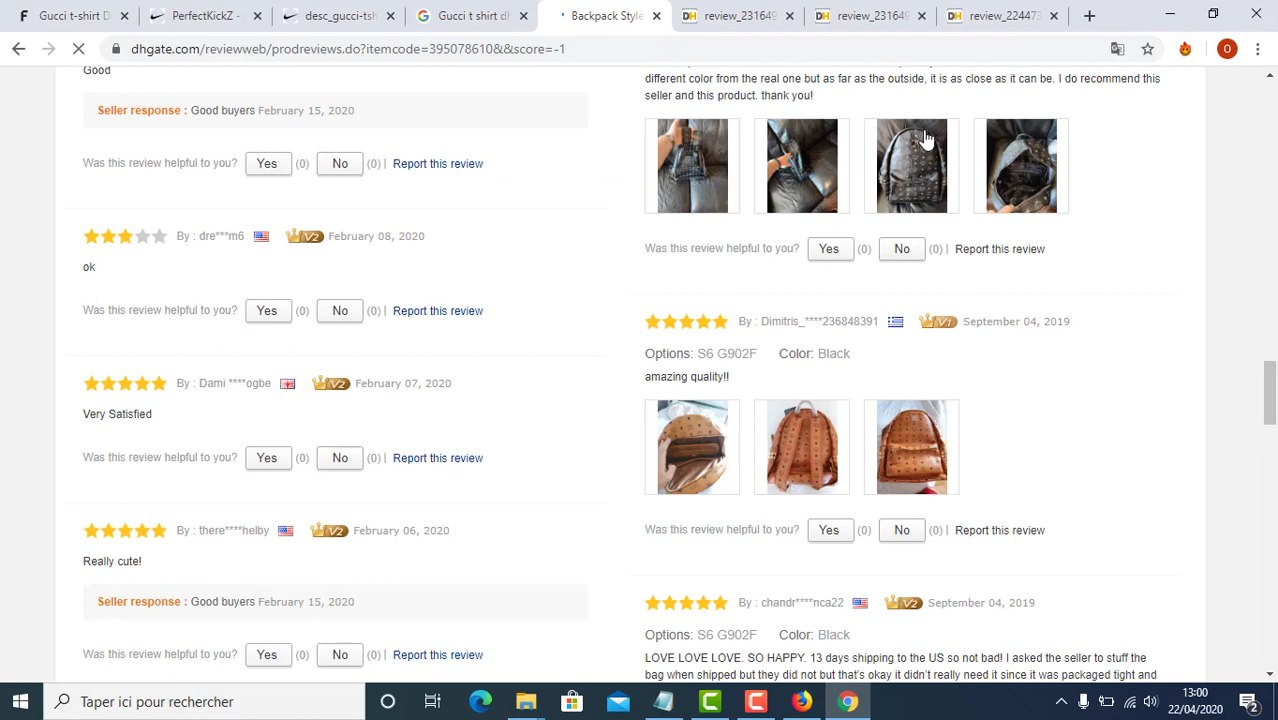 Gucci t-shirt D
PerfectKickZ -
desc_gucci-tsh
Gucci t shirt dh
Backpack Style
review_231649
review_231649
review_224473
dhgate.com/reviewweb/prodreviews.do?itemcode=395078610&&score=-1
O
Good
Seller response : Good buyers February 15, 2020
Was this review helpful to you? Yes (0) No (0) Report this review
By : dre***m6 V2 February 08, 2020
ok
Was this review helpful to you? Yes (0) No (0) Report this review
By : Dami ****ogbe V2 February 07, 2020
Very Satisfied
Was this review helpful to you? Yes (0) No (0) Report this review
By : there****helby V2 February 06, 2020
Really cute!
Seller response : Good buyers February 15, 2020
Was this review helpful to you? Yes (0) No (0) Report this review
different color from the real one but as far as the outside, it is as close as it can be. I do recommend this
seller and this product. thank you!
Was this review helpful to you? Yes (0) No (0) | Report this review
By : Dimitris_****236848391 V1 September 04, 2019
Options: S6 G902F Color: Black
amazing quality!!
Was this review helpful to you? Yes (0) No (0) | Report this review
By : chandr****nca22 V2 September 04, 2019
Options: S6 G902F Color: Black
LOVE LOVE LOVE. SO HAPPY. 13 days shipping to the US so not bad! I asked the seller to stuff the
bag when shipped but they did not but that's okay it didn't really need it since it was packaged tight and
Taper ici pour rechercher
13:00
22/04/2020
2